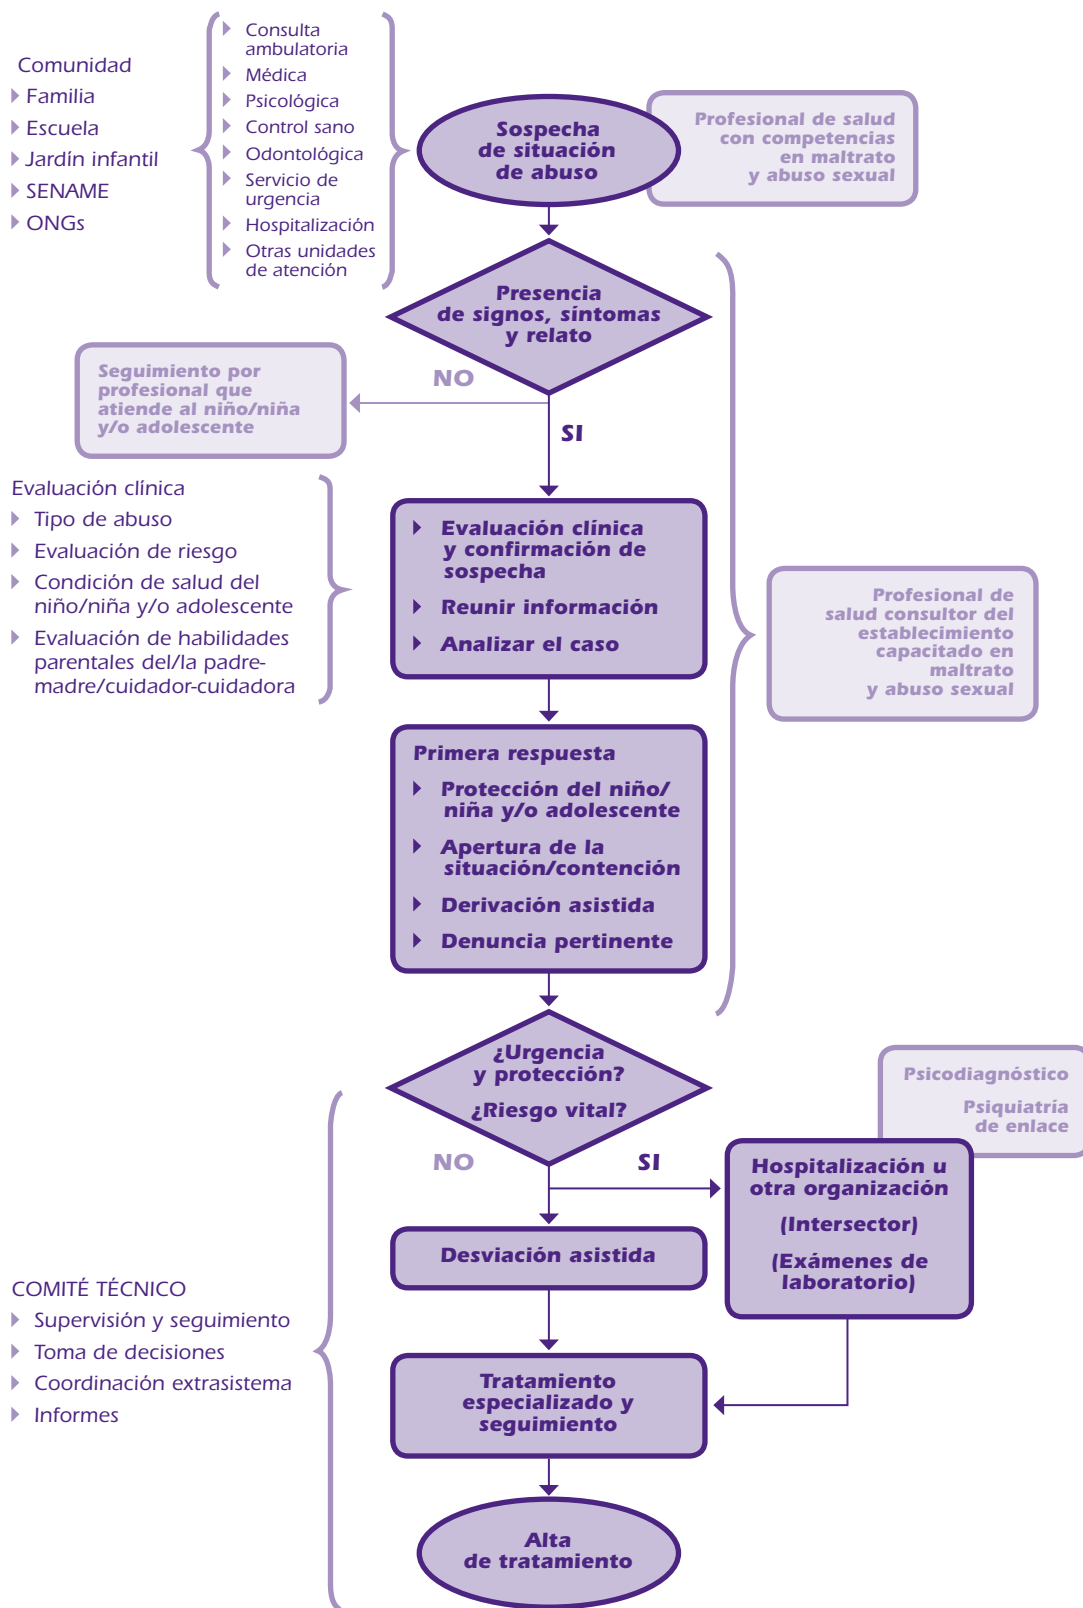 Comunidad
Familia
Escuela
Jardín infantil
SENAME
ONGs
Consulta
ambulatoria
Médica
Psicológica
Control sano
Odontológica
Servicio de
urgencia
Hospitalización
Otras unidades
de atención
Sospecha
de situación
de abuso
Profesional de salud
con competencias
en maltrato
y abuso sexual
Presencia
de signos, síntomas
y relato
NO
SI
Seguimiento por
profesional que
atiende al niño/niña
y/o adolescente
Evaluación clínica
Tipo de abuso
Evaluación de riesgo
Condición de salud del
niño/niña y/o adolescente
Evaluación de habilidades
parentales del/la padre-
madre/cuidador-cuidadora
Evaluación clínica
y confirmación de
sospecha
Reunir información
Analizar el caso
Profesional de
salud consultor del
establecimiento
capacitado en
maltrato
y abuso sexual
Primera respuesta
Protección del niño/
niña y/o adolescente
Apertura de la
situación/contención
Derivación asistida
Denuncia pertinente
¿Urgencia
y protección?
¿Riesgo vital?
NO
SI
Psicodiagnóstico
Psiquiatría
de enlace
Hospitalización u
otra organización
(Intersector)
(Exámenes de
laboratorio)
Desviación asistida
COMITÉ TÉCNICO
Supervisión y seguimiento
Toma de decisiones
Coordinación extrasistema
Informes
Tratamiento
especializado y
seguimiento
Alta
de tratamiento